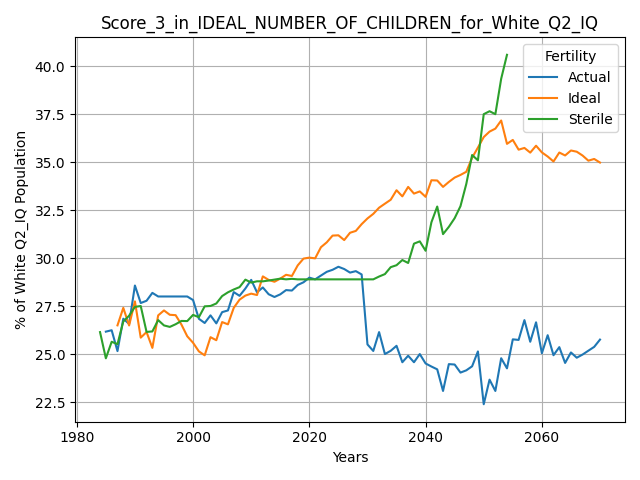 Score_3_in_IDEAL_NUMBER_OF_CHILDREN_for_White_Q2_IQ
Fertility
Actual
Ideal
Sterile
% of White Q2_IQ Population
40.0
37.5
35.0
32.5
30.0
27.5
25.0
22.5
1980
2000
2020
2040
2060
Years